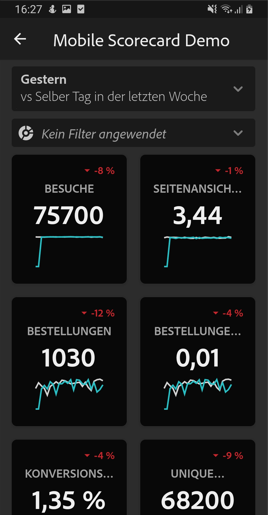 16:27
Mobile Scorecard Demo
Gestern
vs Selber Tag in der letzten Woche
Kein Filter angewendet
-8 %
BESUCHE
75700
-1 %
SEITENANSICH...
3,44
-12 %
BESTELLUNGEN
1030
-4 %
BESTELLUNGE...
0,01
-4 %
KONVERSIONS...
1,35 %
-9 %
UNIQUE...
68200